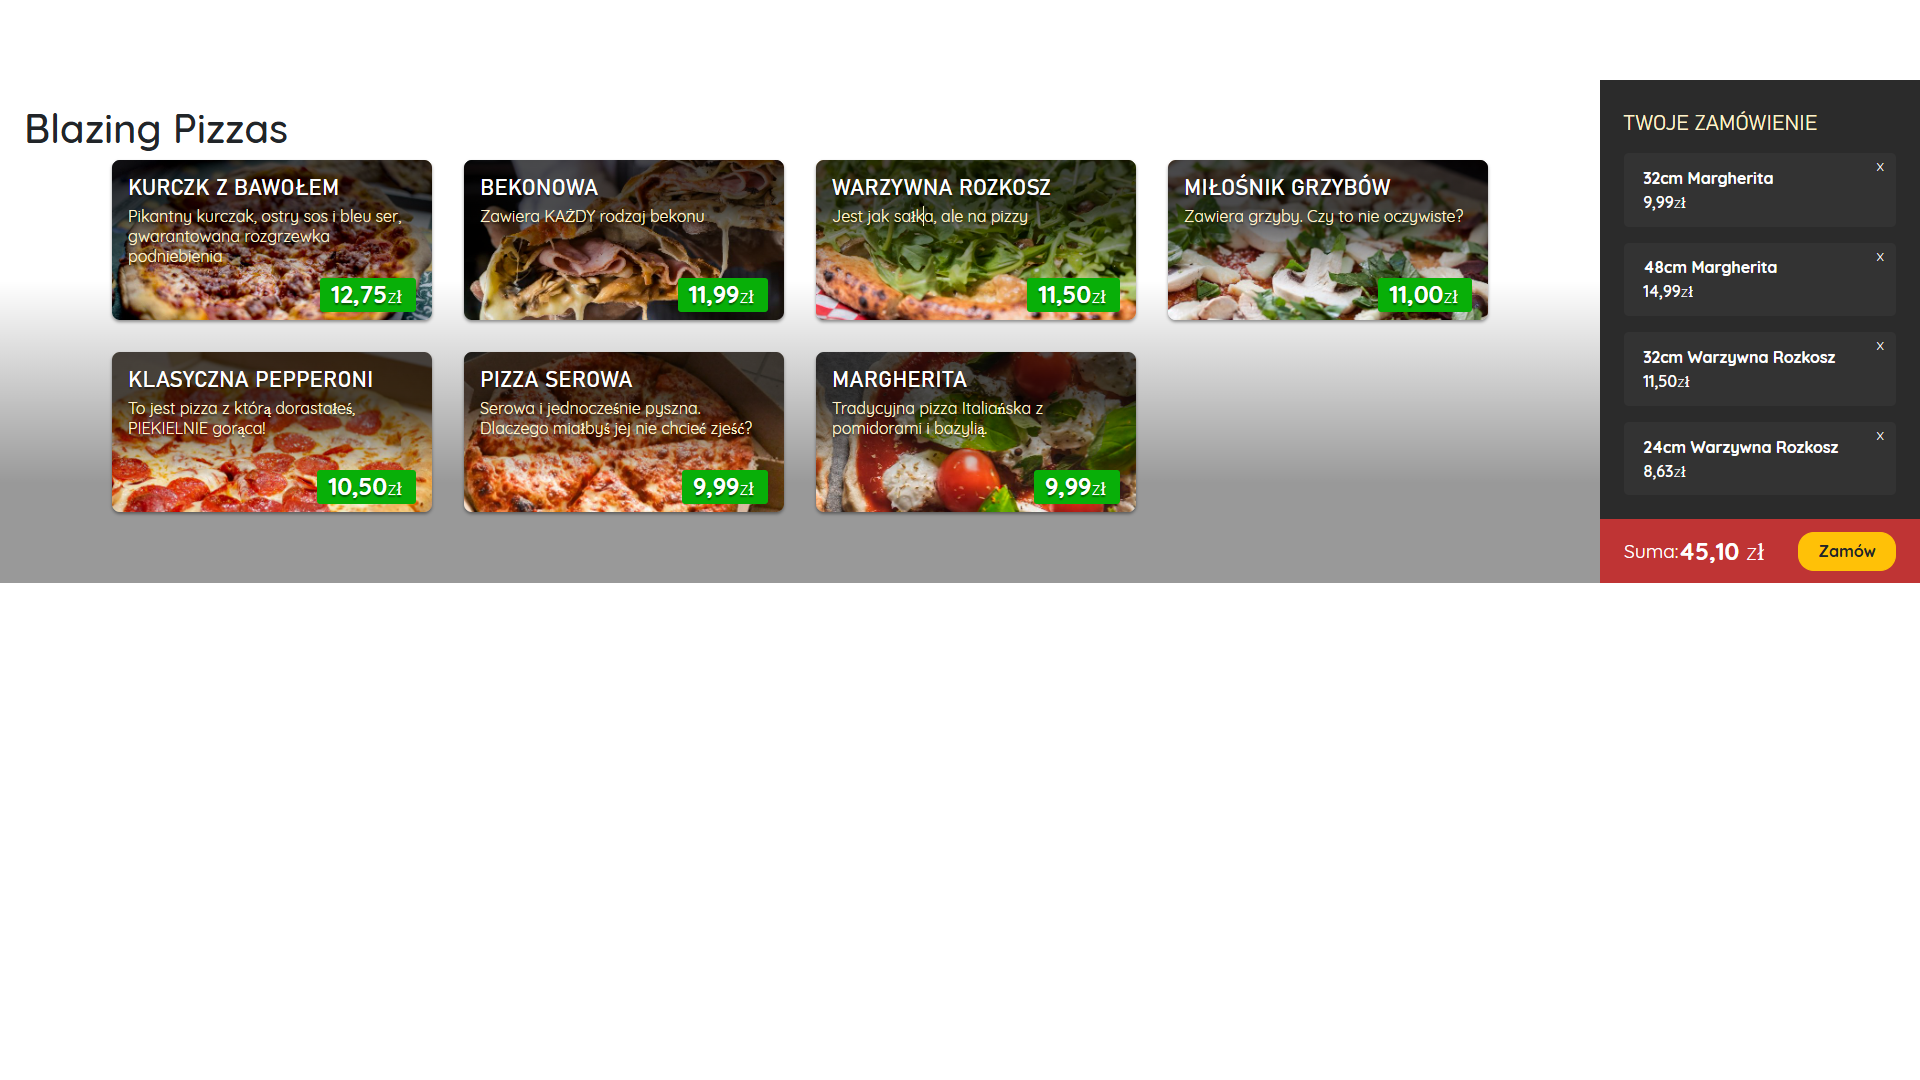 Blazing Pizzas
KURCZK Z BAWOŁEM
Pikantny kurczak, ostry sos i bleu ser,
gwarantowana rozgrzewka
podniebienia
12,75zł
BEKONOWA
Zawiera KAŻDY rodzaj bekonu
11,99zł
WARZYWNA ROZKOSZ
Jest jak sałka, ale na pizzy
11,50zł
MIŁOŚNIK GRZYBÓW
Zawiera grzyby. Czy to nie oczywiste?
11,00zł
KLASYCZNA PEPPERONI
To jest pizza z którą dorastałeś,
PIEKIELNIE gorąca!
10,50zł
PIZZA SEROWA
Serowa i jednocześnie pyszna.
Dlaczego miałbyś jej nie chcieć zjeść?
9,99zł
MARGHERITA
Tradycyjna pizza Italiańska z
pomidorami i bazylią.
9,99zł
TWOJE ZAMÓWIENIE
x
32cm Margherita
9,99zł
x
48cm Margherita
14,99zł
x
32cm Warzywna Rozkosz
11,50zł
x
24cm Warzywna Rozkosz
8,63zł
Suma:45,10 zł
Zamów